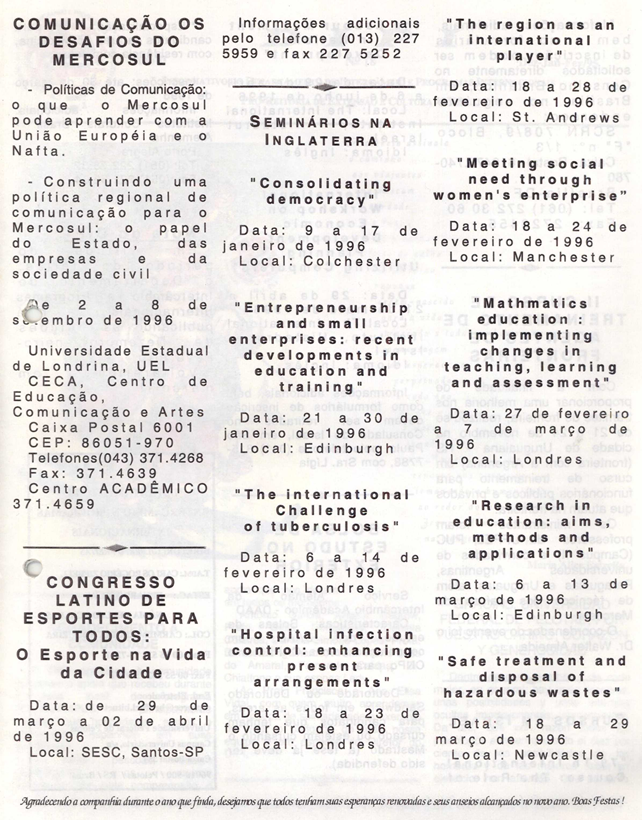 COMUNICAÇÃO OS
DESAFIOS DO
MERCOSUL
- Políticas de Comunicação:
o que o Mercosul
pode aprender com a
União Européia e o
Nafta.
- Construindo uma
política regional de
comunicação para o
Mercosul: o papel
do Estado, das
empresas e da
sociedade civil
De 2 a 8 de
setembro de 1996
Universidade Estadual
de Londrina, UEL
CECA, Centro de
Educação,
Comunicação e Artes
Caixa Postal 6001
CEP: 86051-970
Telefones(043) 371.4268
Fax: 371.4639
Centro ACADÊMICO
371.4659
CONGRESSO
LATINO DE
ESPORTES PARA
TODOS:
O Esporte na Vida
da Cidade
Data: de 29 de
março a 02 de abril
de 1996
Local: SESC, Santos-SP
Informações adicionais
pelo telefone (013) 227
5959 e fax 227 5252
SEMINÁRIOS NA
INGLATERRA
"Consolidating
democracy"
Data: 9 a 17 de
janeiro de 1996
Local: Colchester
"Entrepreneurship
and small
enterprises: recent
developments in
education and
training"
Data: 21 a 30 de
janeiro de 1996
Local: Edinburgh
"The international
Challenge
of tuberculosis"
Data: 6 a 14 de
fevereiro de 1996
Local: Londres
"Hospital infection
control: enhancing
present
arrangements"
Data: 18 a 23 de
fevereiro de 1996
Local: Londres
"The region as an
international
player"
Data: 18 a 28 de
fevereiro de 1996
Local: St. Andrews
"Meeting social
need through
women's enterprise"
Data: 18 a 24 de
fevereiro de 1996
Local: Manchester
"Mathmatics
education :
implementing
changes in
teaching, learning
and assessment"
Data: 27 de fevereiro
a 7 de março de
1996
Local: Londres
"Research in
education: aims,
methods and
applications"
Data: 6 a 13 de
março de 1996
Local: Edinburgh
"Safe treatment and
disposal of
hazardous wastes"
Data: 18 a 29
março de 1996
Local: Newcastle
Agradecendo a companhia durante o ano que finda, desejamos que todos tenham suas esperanças renovadas e seus anseios alcançados no novo ano. Boas Festas !